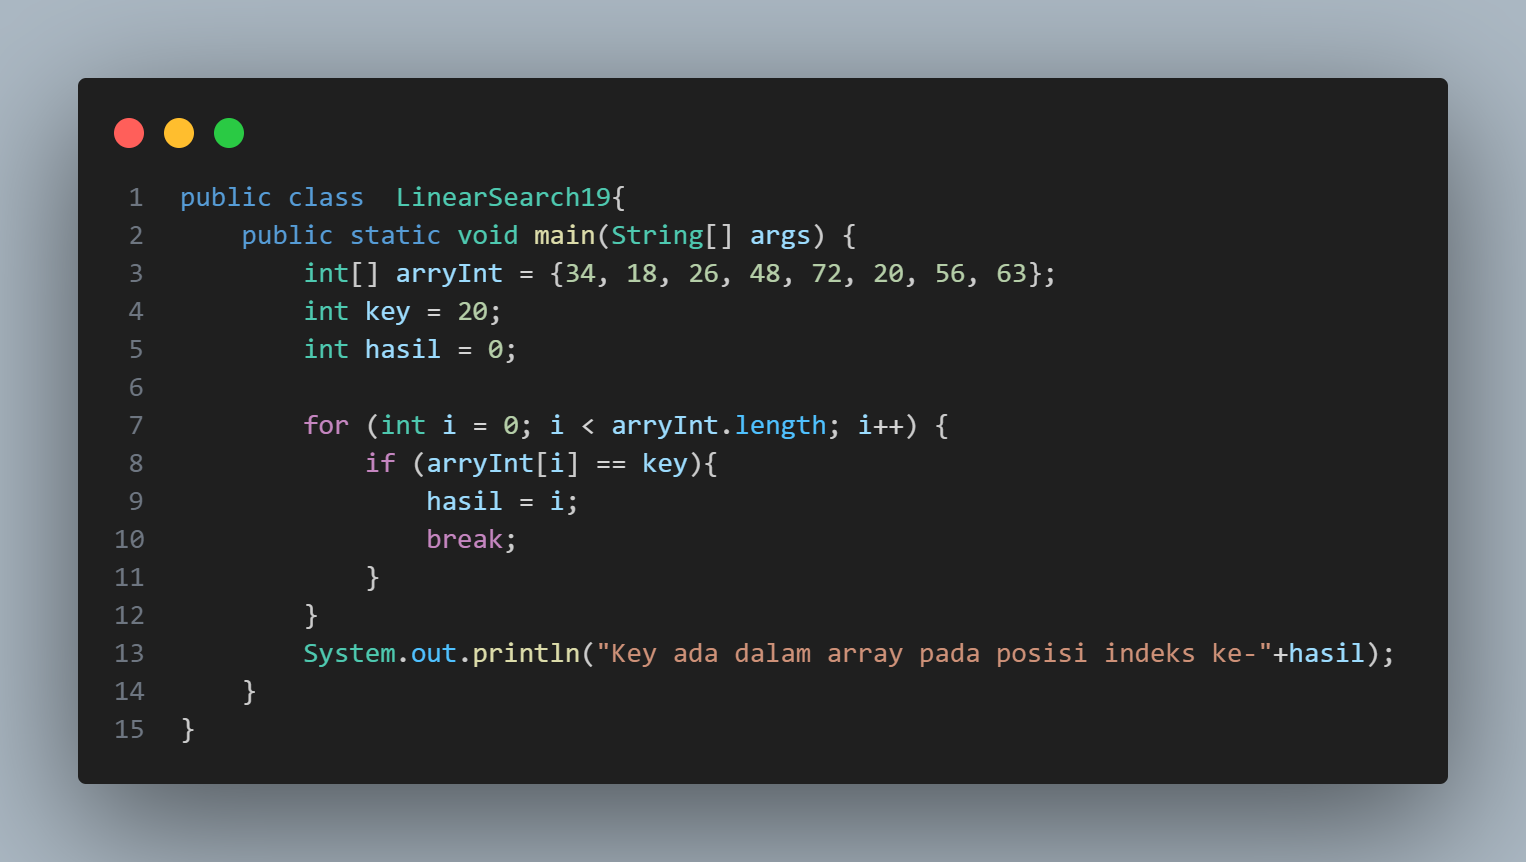 1 public class  LinearSearch19{
2     public static void main(String[] args) {
3         int[] arryInt = {34, 18, 26, 48, 72, 20, 56, 63};
4         int key = 20;
5         int hasil = 0;
6
7         for (int i = 0; i < arryInt.length; i++) {
8             if (arryInt[i] == key){
9                 hasil = i;
10                 break;
11             }
12         }
13         System.out.println("Key ada dalam array pada posisi indeks ke-"+hasil);
14     }
15 }